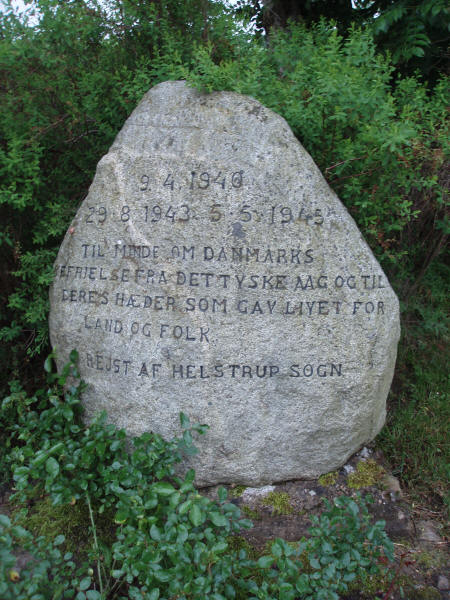 9.4.1940
29.8.1943 5.5.1945
TIL MINDE OM DANMARKS
BEFRIELSE FRA DET TYSKE AAG OG TIL
DERES HÆDER SOM GAV LIVET FOR
LAND OG FOLK
REJST AF HELSTRUP SOGN